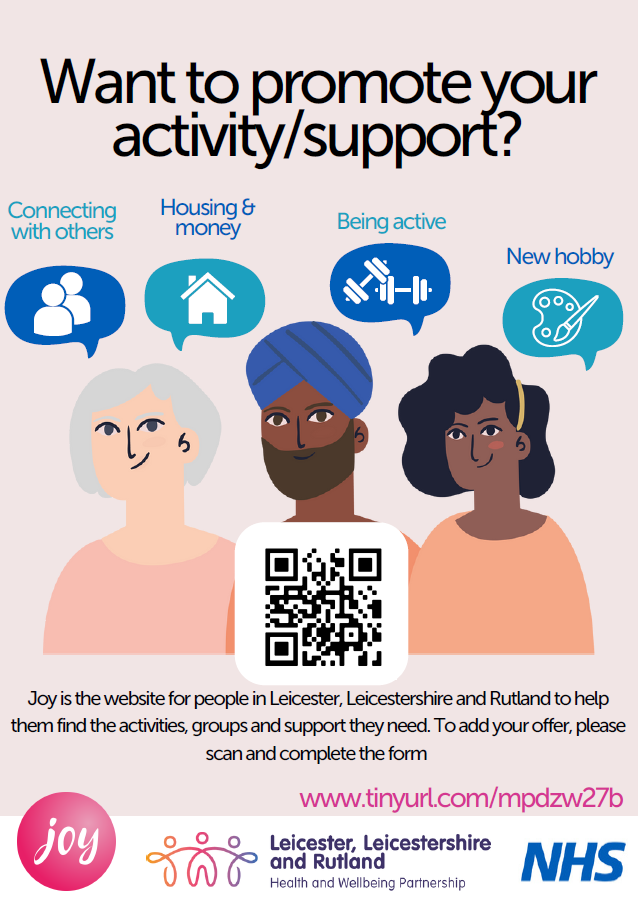 Want to promote your
activity/support?
Connecting
with others
Housing &
money
Being active
New hobby
Joy is the website for people in Leicester, Leicestershire and Rutland to help
them find the activities, groups and support they need. To add your offer, please
scan and complete the form
www.tinyurl.com/mpdzw27b
joy
Leicester, Leicestershire
and Rutland
Health and Wellbeing Partnership
NHS